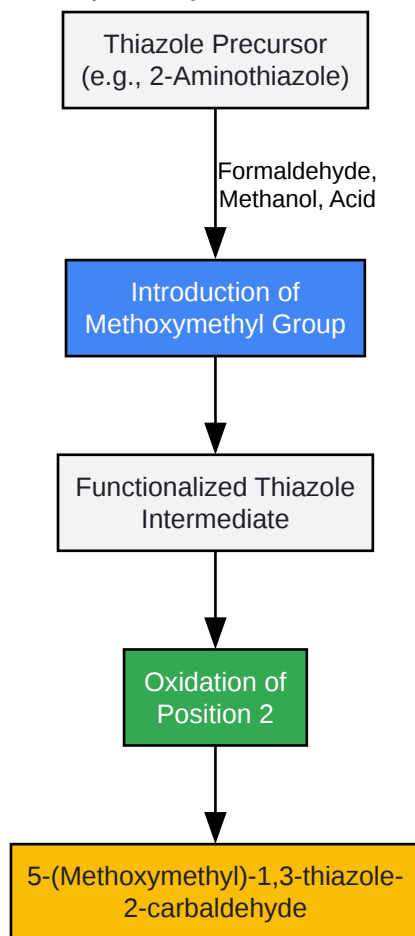 Thiazole Precursor
(e.g., 2-Aminothiazole)
Formaldehyde,
Methanol, Acid
Introduction of
Methoxymethyl Group
Functionalized Thiazole
Intermediate
Oxidation of
Position 2
5-(Methoxymethyl)-1,3-thiazole-
2-carbaldehyde